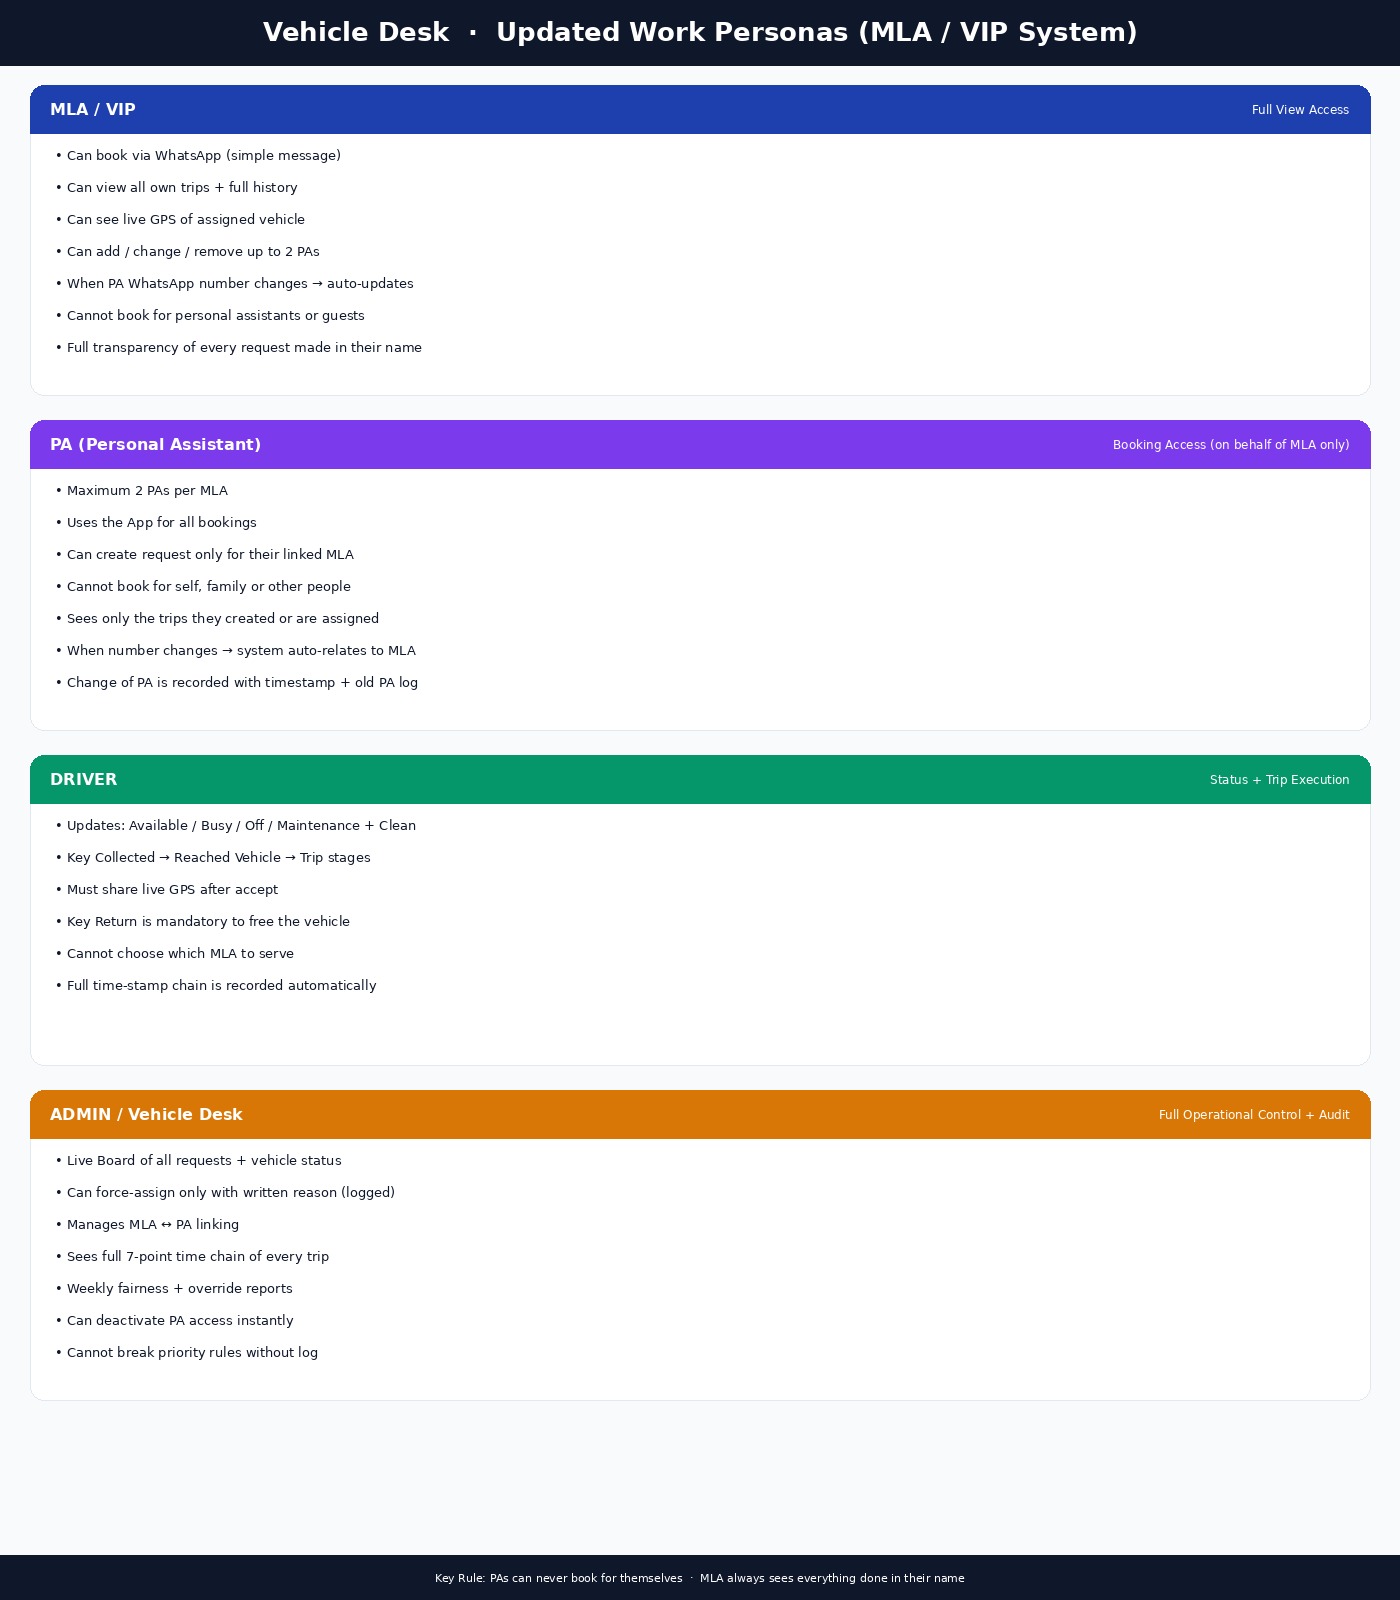 Vehicle Desk · Updated Work Personas (MLA / VIP System)
MLA / VIP
Full View Access
• Can book via WhatsApp (simple message)
• Can view all own trips + full history
• Can see live GPS of assigned vehicle
• Can add / change / remove up to 2 PAs
• When PA WhatsApp number changes → auto-updates
• Cannot book for personal assistants or guests
• Full transparency of every request made in their name
PA (Personal Assistant)
Booking Access (on behalf of MLA only)
• Maximum 2 PAs per MLA
• Uses the App for all bookings
• Can create request only for their linked MLA
• Cannot book for self, family or other people
• Sees only the trips they created or are assigned
• When number changes → system auto-relates to MLA
• Change of PA is recorded with timestamp + old PA log
DRIVER
Status + Trip Execution
• Updates: Available / Busy / Off / Maintenance + Clean
• Key Collected → Reached Vehicle → Trip stages
• Must share live GPS after accept
• Key Return is mandatory to free the vehicle
• Cannot choose which MLA to serve
• Full time-stamp chain is recorded automatically
ADMIN / Vehicle Desk
Full Operational Control + Audit
• Live Board of all requests + vehicle status
• Can force-assign only with written reason (logged)
• Manages MLA ↔ PA linking
• Sees full 7-point time chain of every trip
• Weekly fairness + override reports
• Can deactivate PA access instantly
• Cannot break priority rules without log
Key Rule: PAs can never book for themselves · MLA always sees everything done in their name